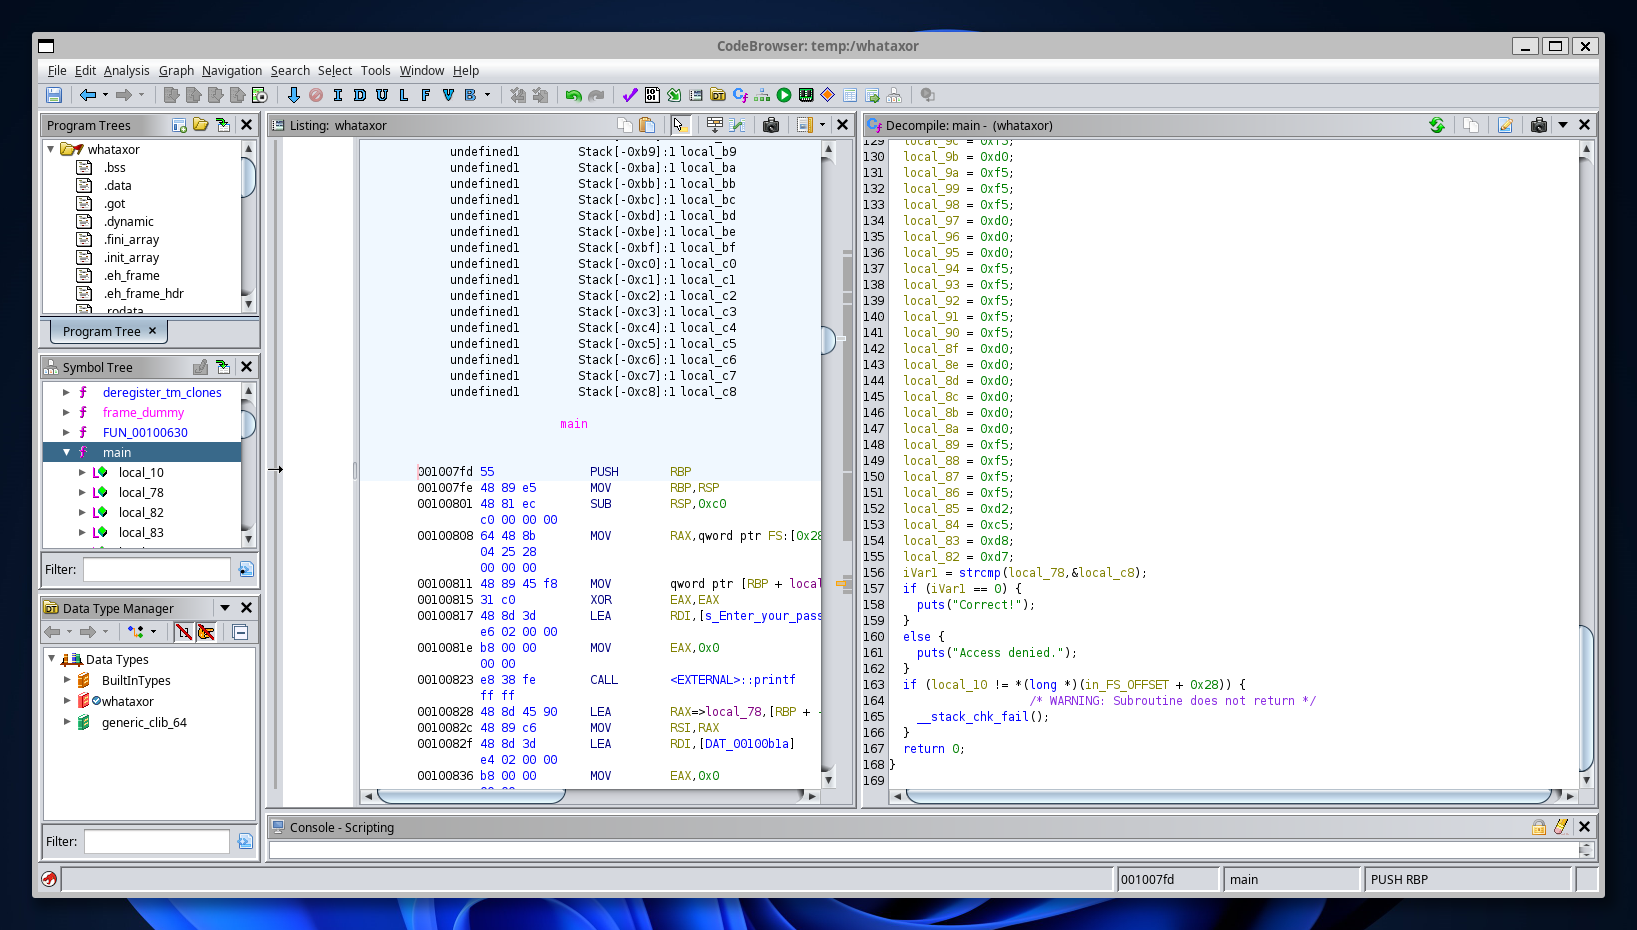 CodeBrowser: temp:/whataxor
File Edit Analysis Graph Navigation Search Select Tools Window Help
I D U L F V B
Program Trees
whataxor
.bss
.data
.got
.dynamic
.fini_array
.init_array
.eh_frame
.eh_frame_hdr
.rodata
Program Tree
Symbol Tree
deregister_tm_clones
frame_dummy
FUN_00100630
main
local_10
local_78
local_82
local_83
Filter:
Data Type Manager
Data Types
BuiltInTypes
whataxor
generic_clib_64
Filter:
Listing: whataxor
undefined1 Stack[-0xb9]:1 local_b9
undefined1 Stack[-0xba]:1 local_ba
undefined1 Stack[-0xbb]:1 local_bb
undefined1 Stack[-0xbc]:1 local_bc
undefined1 Stack[-0xbd]:1 local_bd
undefined1 Stack[-0xbe]:1 local_be
undefined1 Stack[-0xbf]:1 local_bf
undefined1 Stack[-0xc0]:1 local_c0
undefined1 Stack[-0xc1]:1 local_c1
undefined1 Stack[-0xc2]:1 local_c2
undefined1 Stack[-0xc3]:1 local_c3
undefined1 Stack[-0xc4]:1 local_c4
undefined1 Stack[-0xc5]:1 local_c5
undefined1 Stack[-0xc6]:1 local_c6
undefined1 Stack[-0xc7]:1 local_c7
undefined1 Stack[-0xc8]:1 local_c8
main
001007fd 55 PUSH RBP
001007fe 48 89 e5 MOV RBP,RSP
00100801 48 81 ec SUB RSP,0xc0
c0 00 00 00
00100808 64 48 8b MOV RAX,qword ptr FS:[0x28
04 25 28
00 00 00
00100811 48 89 45 f8 MOV qword ptr [RBP + local
00100815 31 c0 XOR EAX,EAX
00100817 48 8d 3d LEA RDI,[s_Enter_your_pass
e6 02 00 00
0010081e b8 00 00 MOV EAX,0x0
00 00
00100823 e8 38 fe CALL <EXTERNAL>::printf
ff ff
00100828 48 8d 45 90 LEA RAX=>local_78,[RBP + -
0010082c 48 89 c6 MOV RSI,RAX
0010082f 48 8d 3d LEA RDI,[DAT_00100b1a]
e4 02 00 00
00100836 b8 00 00 MOV EAX,0x0
Decompile: main - (whataxor)
129 local_9c = 0xf5;
130 local_9b = 0xd0;
131 local_9a = 0xf5;
132 local_99 = 0xf5;
133 local_98 = 0xf5;
134 local_97 = 0xd0;
135 local_96 = 0xd0;
136 local_95 = 0xd0;
137 local_94 = 0xf5;
138 local_93 = 0xf5;
139 local_92 = 0xf5;
140 local_91 = 0xf5;
141 local_90 = 0xf5;
142 local_8f = 0xd0;
143 local_8e = 0xd0;
144 local_8d = 0xd0;
145 local_8c = 0xd0;
146 local_8b = 0xd0;
147 local_8a = 0xd0;
148 local_89 = 0xf5;
149 local_88 = 0xf5;
150 local_87 = 0xf5;
151 local_86 = 0xf5;
152 local_85 = 0xd2;
153 local_84 = 0xc5;
154 local_83 = 0xd8;
155 local_82 = 0xd7;
156 iVar1 = strcmp(local_78,&local_c8);
157 if (iVar1 == 0) {
158 puts("Correct!");
159 }
160 else {
161 puts("Access denied.");
162 }
163 if (local_10 != *(long *)(in_FS_OFFSET + 0x28)) {
164 /* WARNING: Subroutine does not return */
165 __stack_chk_fail();
166 }
167 return 0;
168 }
169
Console - Scripting
001007fd main PUSH RBP